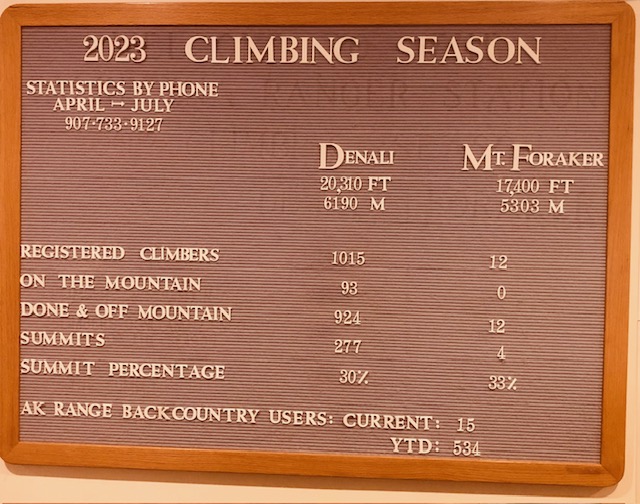 2023 CLIMBING SEASON
STATISTICS BY PHONE
APRIL ↦ JULY
907·733·9127
DENALI MT. FORAKER
20,310 FT 17,400 FT
6190 M 5303 M
REGISTERED CLIMBERS 1015 12
ON THE MOUNTAIN 93 0
DONE & OFF MOUNTAIN 924 12
SUMMITS 277 4
SUMMIT PERCENTAGE 30% 33%
AK RANGE BACKCOUNTRY USERS: CURRENT: 15
YTD: 534